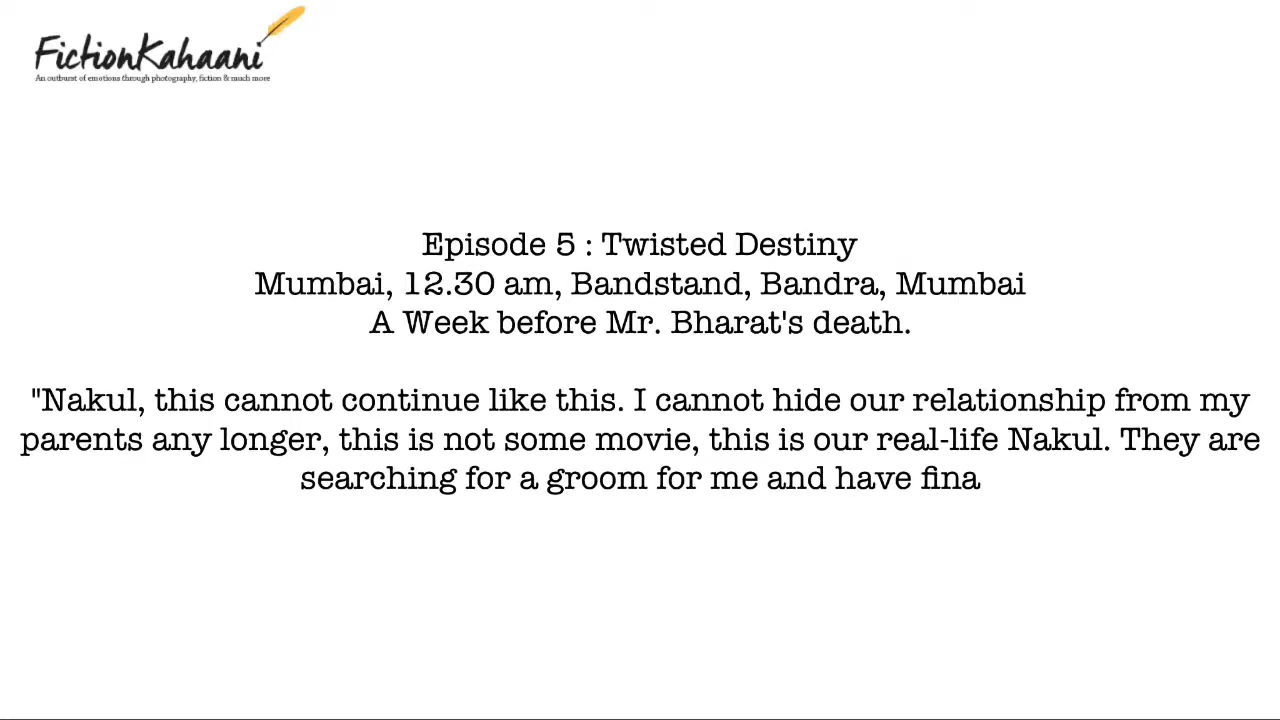 FictionKahaani
An outburst of emotions through photography, fiction & much more
Episode 5 : Twisted Destiny
Mumbai, 12.30 am, Bandstand, Bandra, Mumbai
A Week before Mr. Bharat's death.
"Nakul, this cannot continue like this. I cannot hide our relationship from my
parents any longer, this is not some movie, this is our real-life Nakul. They are
searching for a groom for me and have fina